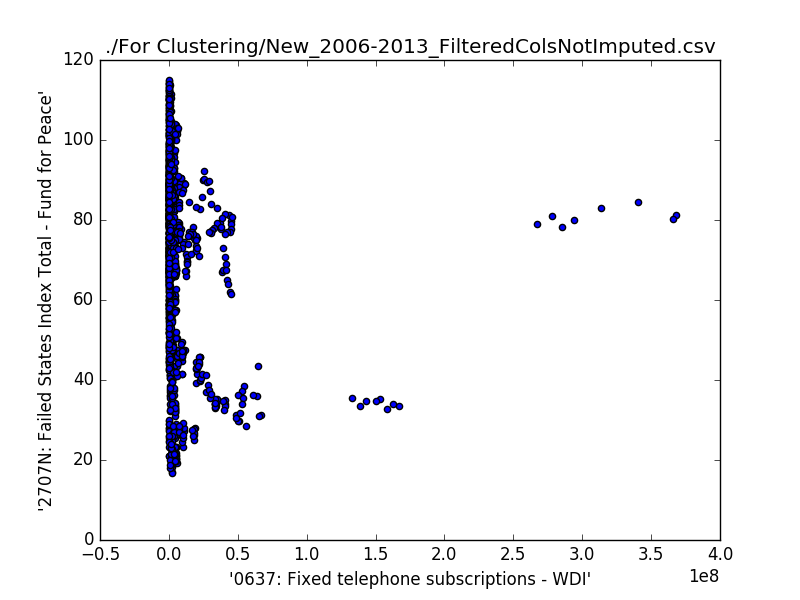 ./For Clustering/New_2006-2013_FilteredColsNotImputed.csv
120
100
80
60
40
20
0
'2707N: Failed States Index Total - Fund for Peace'
−0.5 0.0 0.5 1.0 1.5 2.0 2.5 3.0 3.5 4.0
1e8
'0637: Fixed telephone subscriptions - WDI'